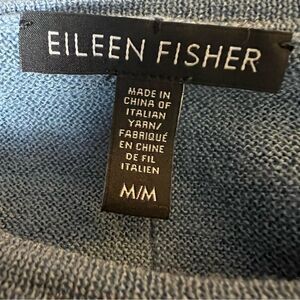 EILEEN FISHER
MADE IN
CHINA OF
ITALIAN
YARN/
FABRIQUÉ
EN CHINE
DE FIL
ITALIEN
M/M